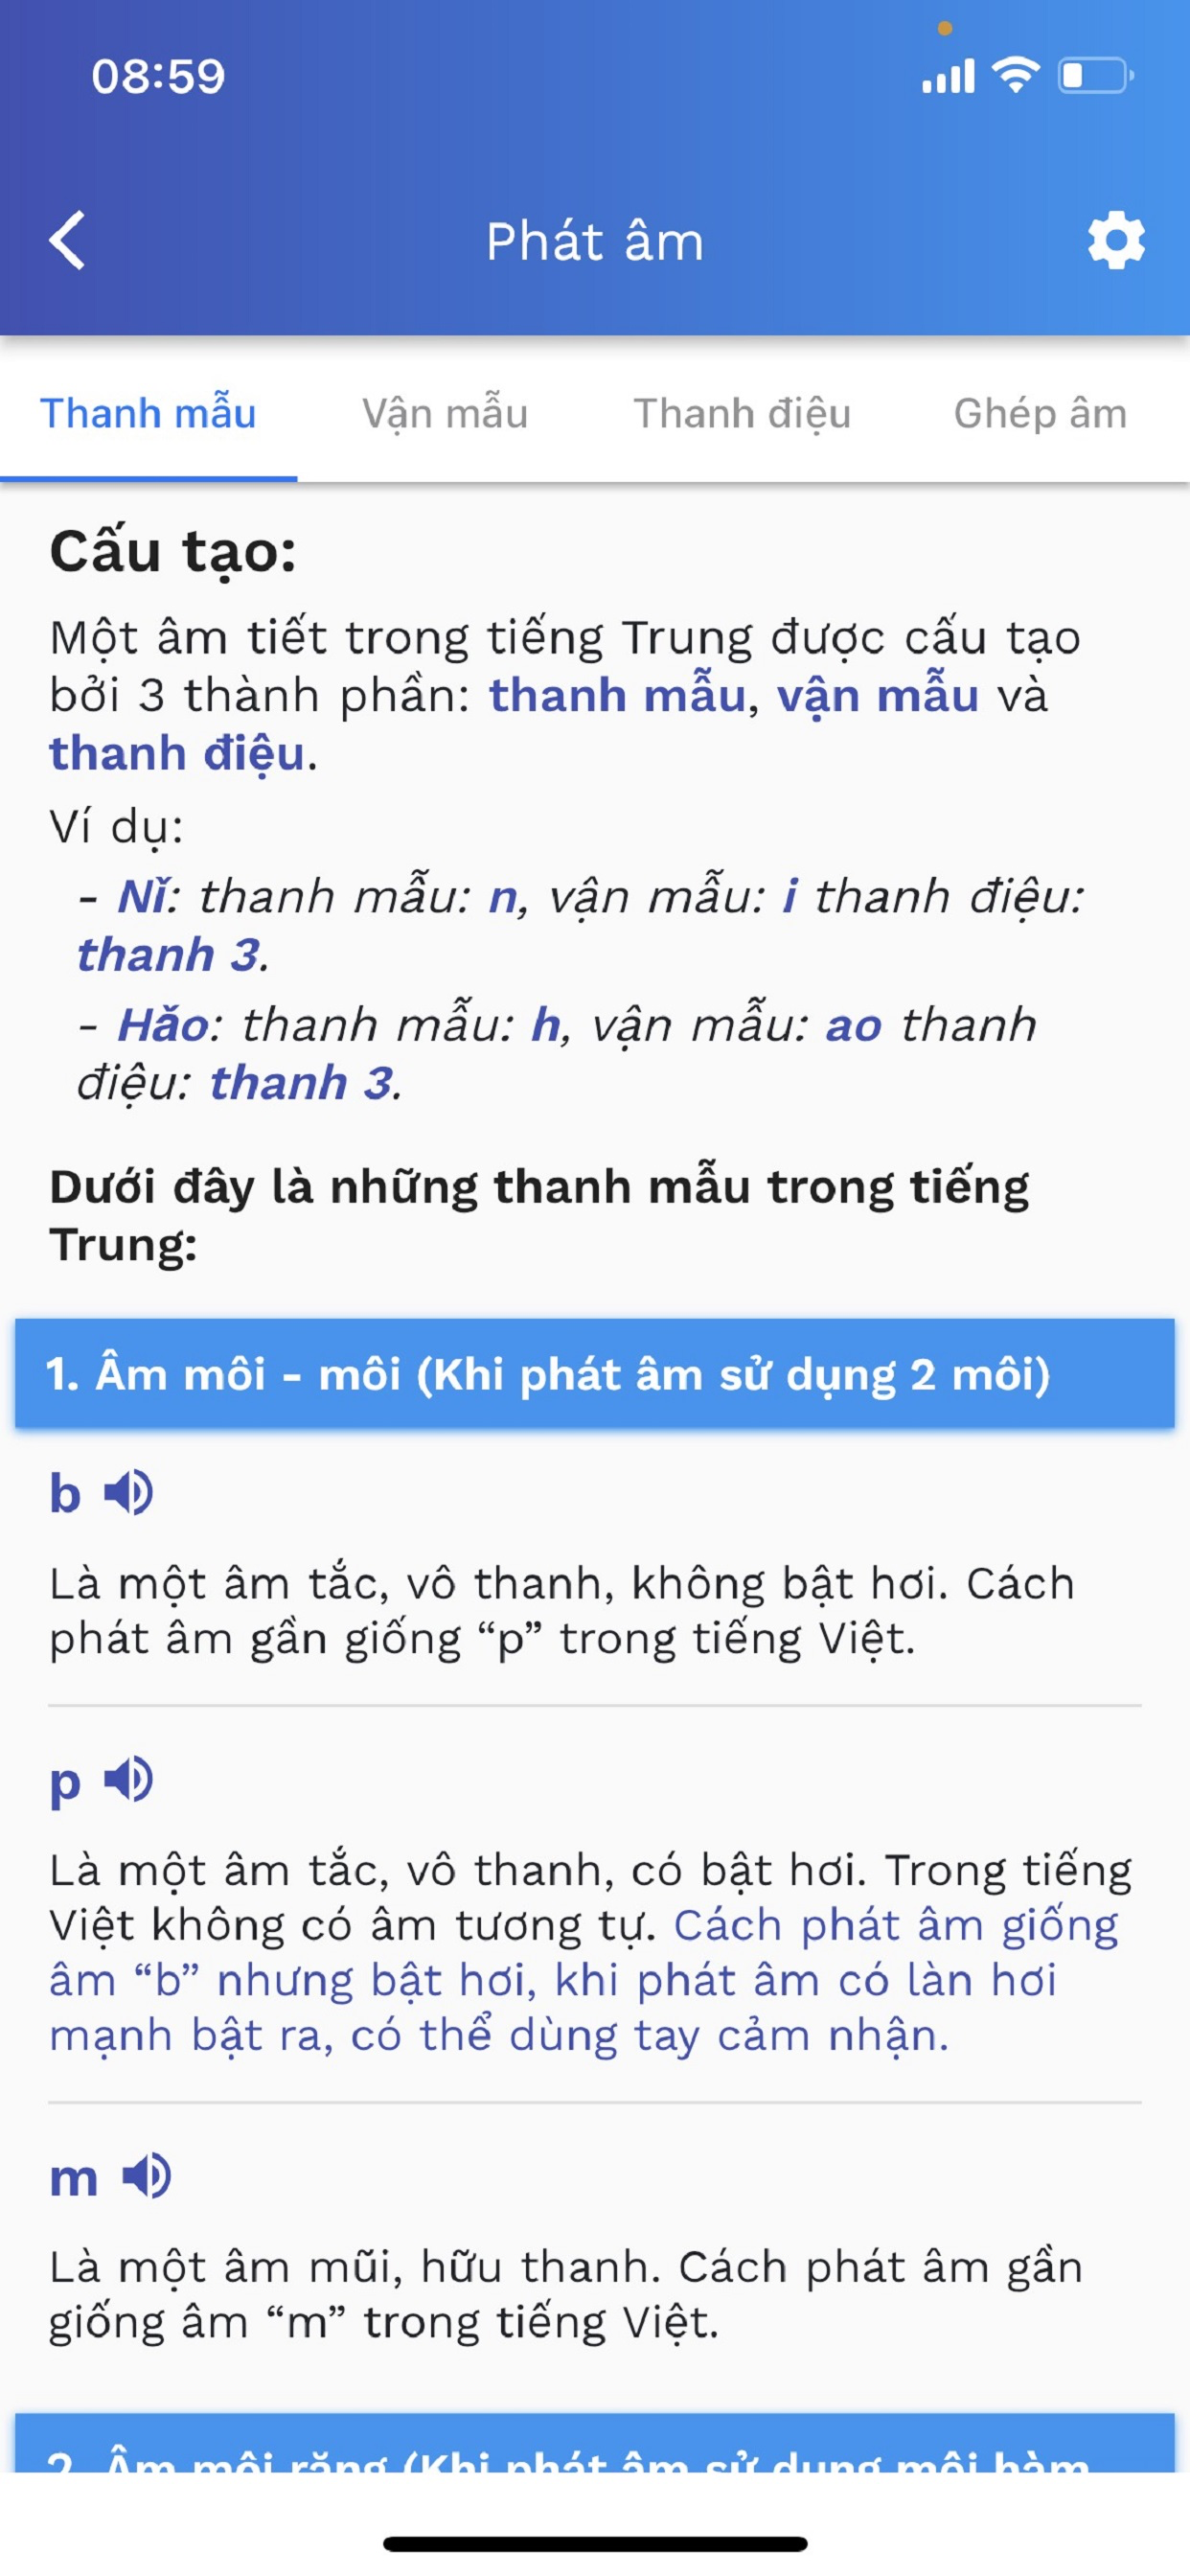 08:59
Phát âm
Thanh mẫu Vận mẫu Thanh điệu Ghép âm
Cấu tạo:
Một âm tiết trong tiếng Trung được cấu tạo
bởi 3 thành phần: thanh mẫu, vận mẫu và
thanh điệu.
Ví dụ:
- Nǐ: thanh mẫu: n, vận mẫu: i thanh điệu:
thanh 3.
- Hǎo: thanh mẫu: h, vận mẫu: ao thanh
điệu: thanh 3.
Dưới đây là những thanh mẫu trong tiếng
Trung:
1. Âm môi - môi (Khi phát âm sử dụng 2 môi)
b
Là một âm tắc, vô thanh, không bật hơi. Cách
phát âm gần giống “p” trong tiếng Việt.
p
Là một âm tắc, vô thanh, có bật hơi. Trong tiếng
Việt không có âm tương tự. Cách phát âm giống
âm “b” nhưng bật hơi, khi phát âm có làn hơi
mạnh bật ra, có thể dùng tay cảm nhận.
m
Là một âm mũi, hữu thanh. Cách phát âm gần
giống âm “m” trong tiếng Việt.
2. Âm môi răng (Khi phát âm sử dụng môi hàm